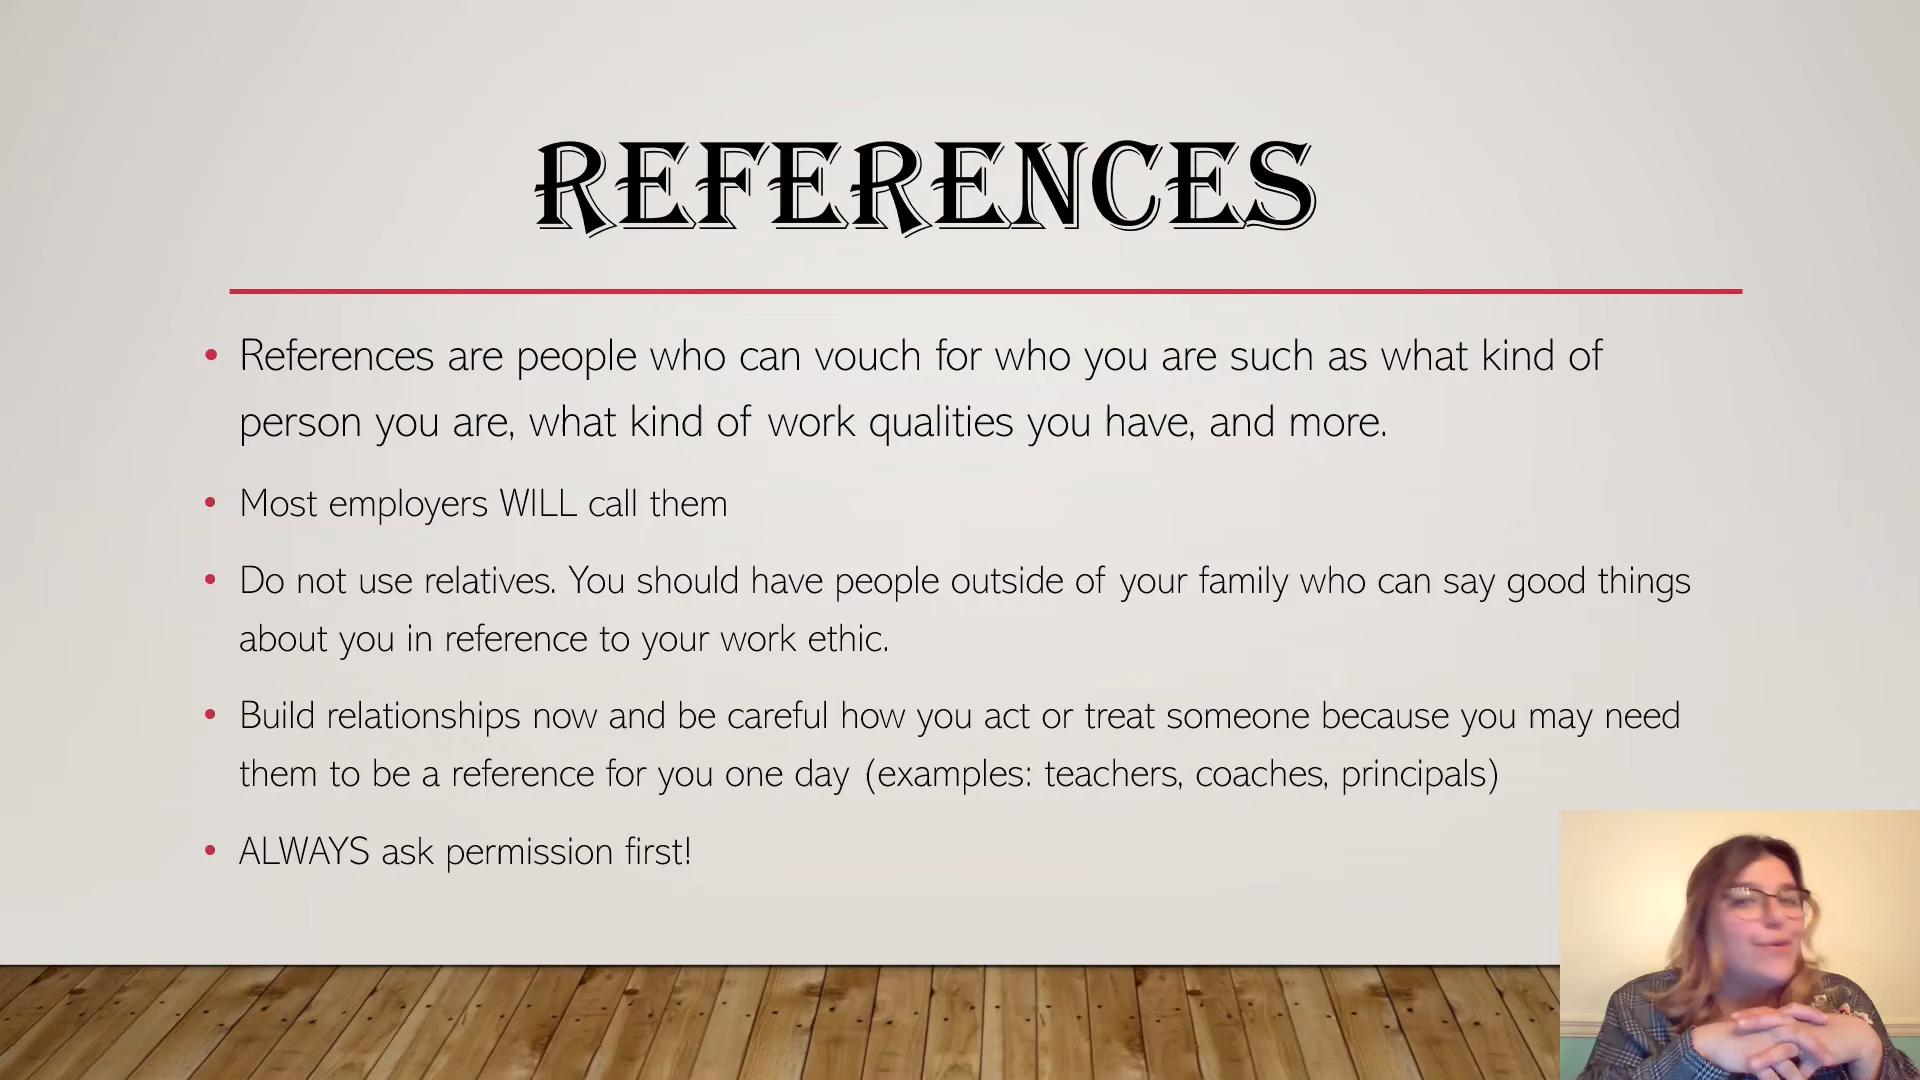 REFERENCES
• References are people who can vouch for who you are such as what kind of
person you are, what kind of work qualities you have, and more.
• Most employers WILL call them
• Do not use relatives. You should have people outside of your family who can say good things
about you in reference to your work ethic.
• Build relationships now and be careful how you act or treat someone because you may need
them to be a reference for you one day (examples: teachers, coaches, principals)
• ALWAYS ask permission first!